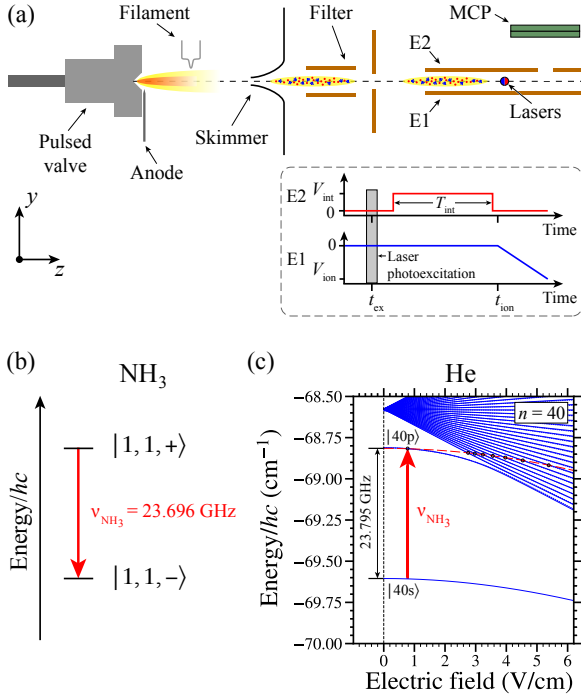 (a)
Filament
Filter
MCP
E2
E1
Lasers
Skimmer
Pulsed
valve
Anode
y
z
E2
V_int
0
T_int
Time
E1
0
V_ion
Laser
photoexcitation
t_ex
t_ion
Time
(b)
NH₃
Energy/hc
|1, 1, +⟩
ν_NH₃ = 23.696 GHz
|1, 1, −⟩
(c)
He
n = 40
Energy/hc (cm⁻¹)
−68.50
−68.75
−69.00
−69.25
−69.50
−69.75
−70.00
|40p⟩
23.795 GHz
ν_NH₃
|40s⟩
0 1 2 3 4 5 6
Electric field (V/cm)